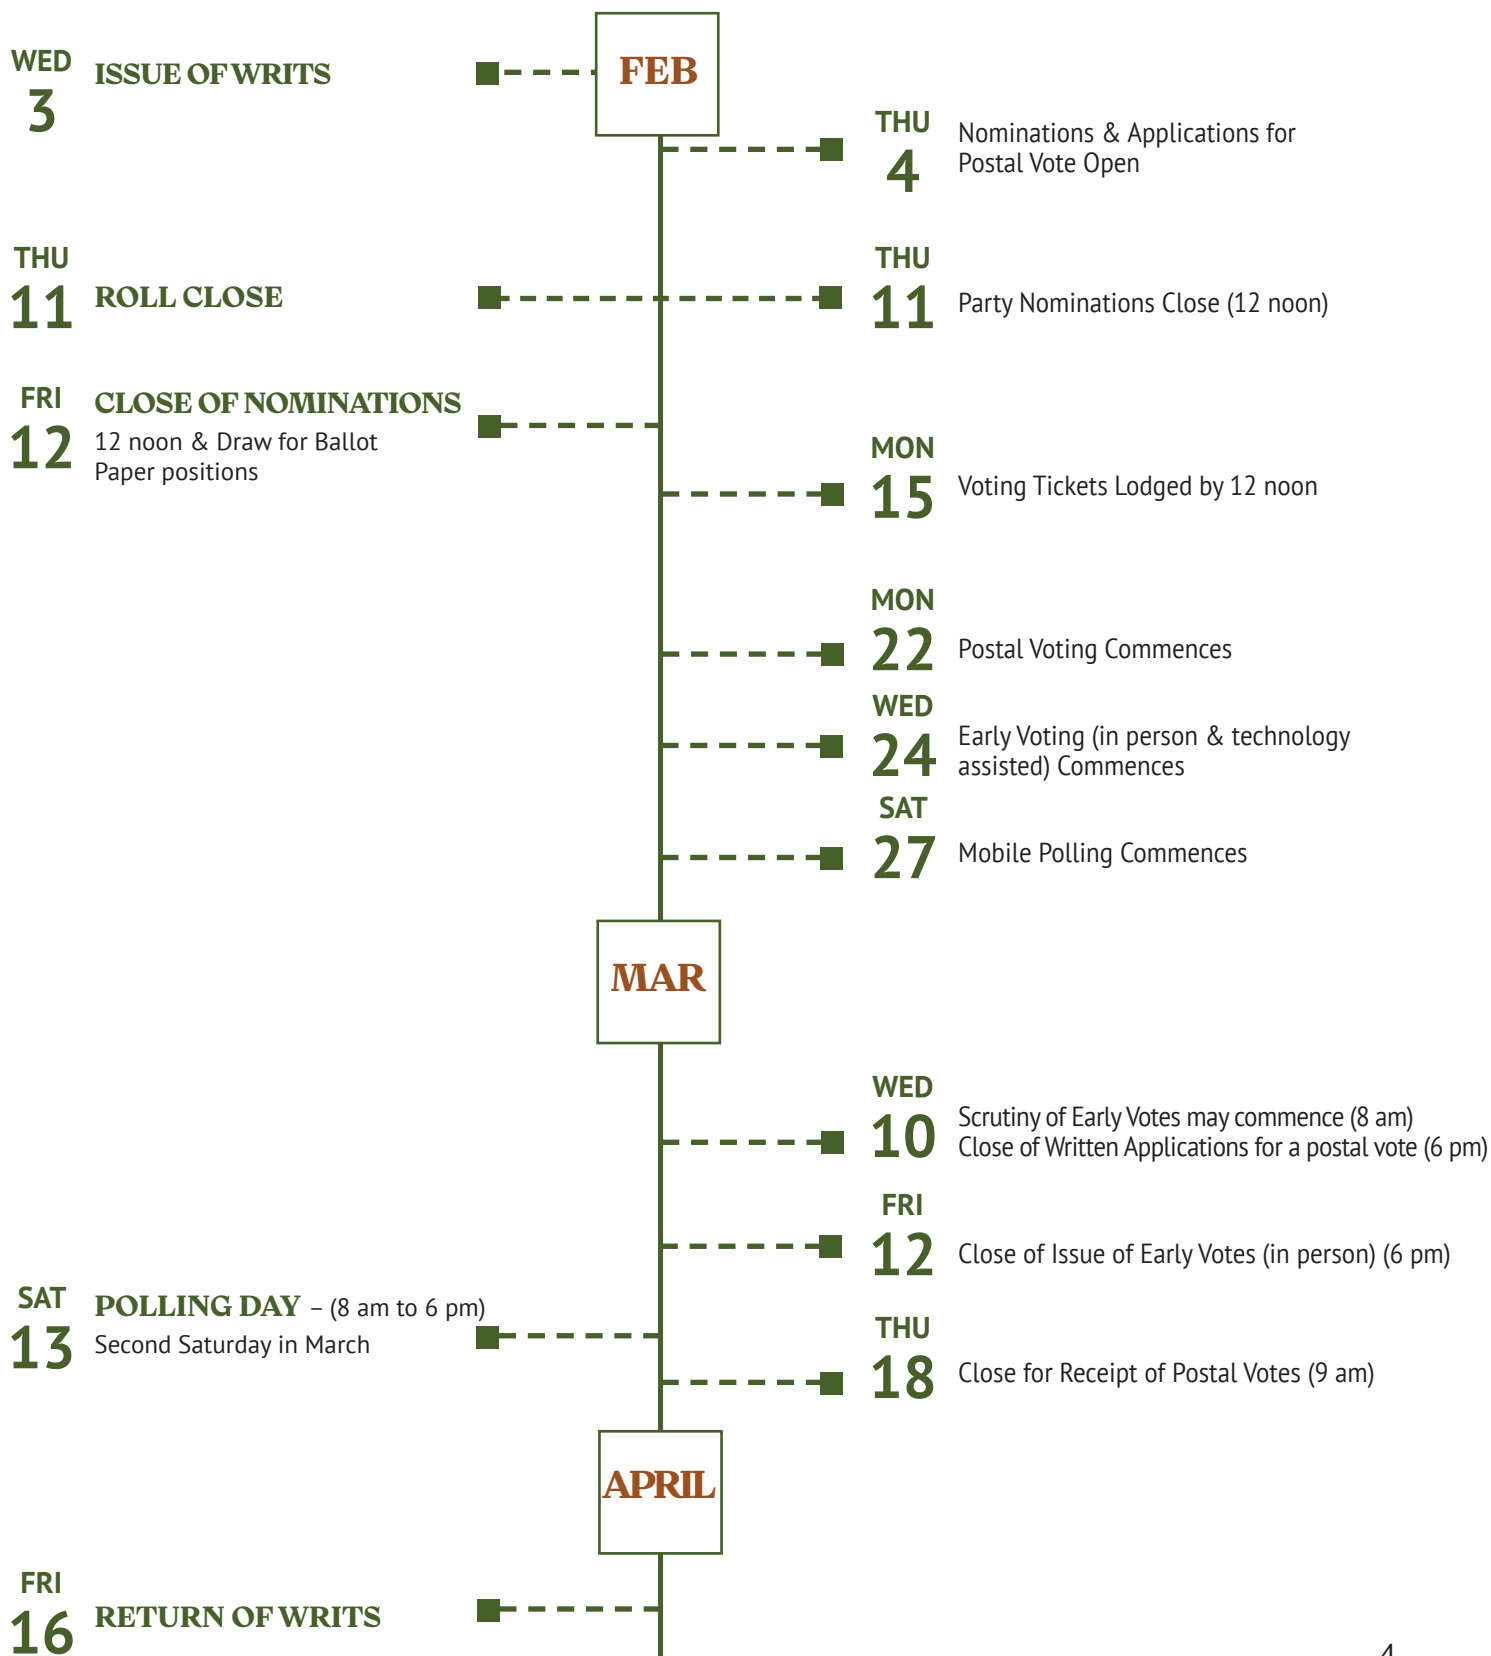 FEB
WED
3
ISSUE OF WRITS
THU
4
Nominations & Applications for
Postal Vote Open
THU
11
ROLL CLOSE
THU
11
Party Nominations Close (12 noon)
FRI
12
CLOSE OF NOMINATIONS
12 noon & Draw for Ballot
Paper positions
MON
15
Voting Tickets Lodged by 12 noon
MON
22
Postal Voting Commences
WED
24
Early Voting (in person & technology
assisted) Commences
SAT
27
Mobile Polling Commences
MAR
WED
10
Scrutiny of Early Votes may commence (8 am)
Close of Written Applications for a postal vote (6 pm)
FRI
12
Close of Issue of Early Votes (in person) (6 pm)
SAT
13
POLLING DAY – (8 am to 6 pm)
Second Saturday in March
THU
18
Close for Receipt of Postal Votes (9 am)
APRIL
FRI
16
RETURN OF WRITS
4